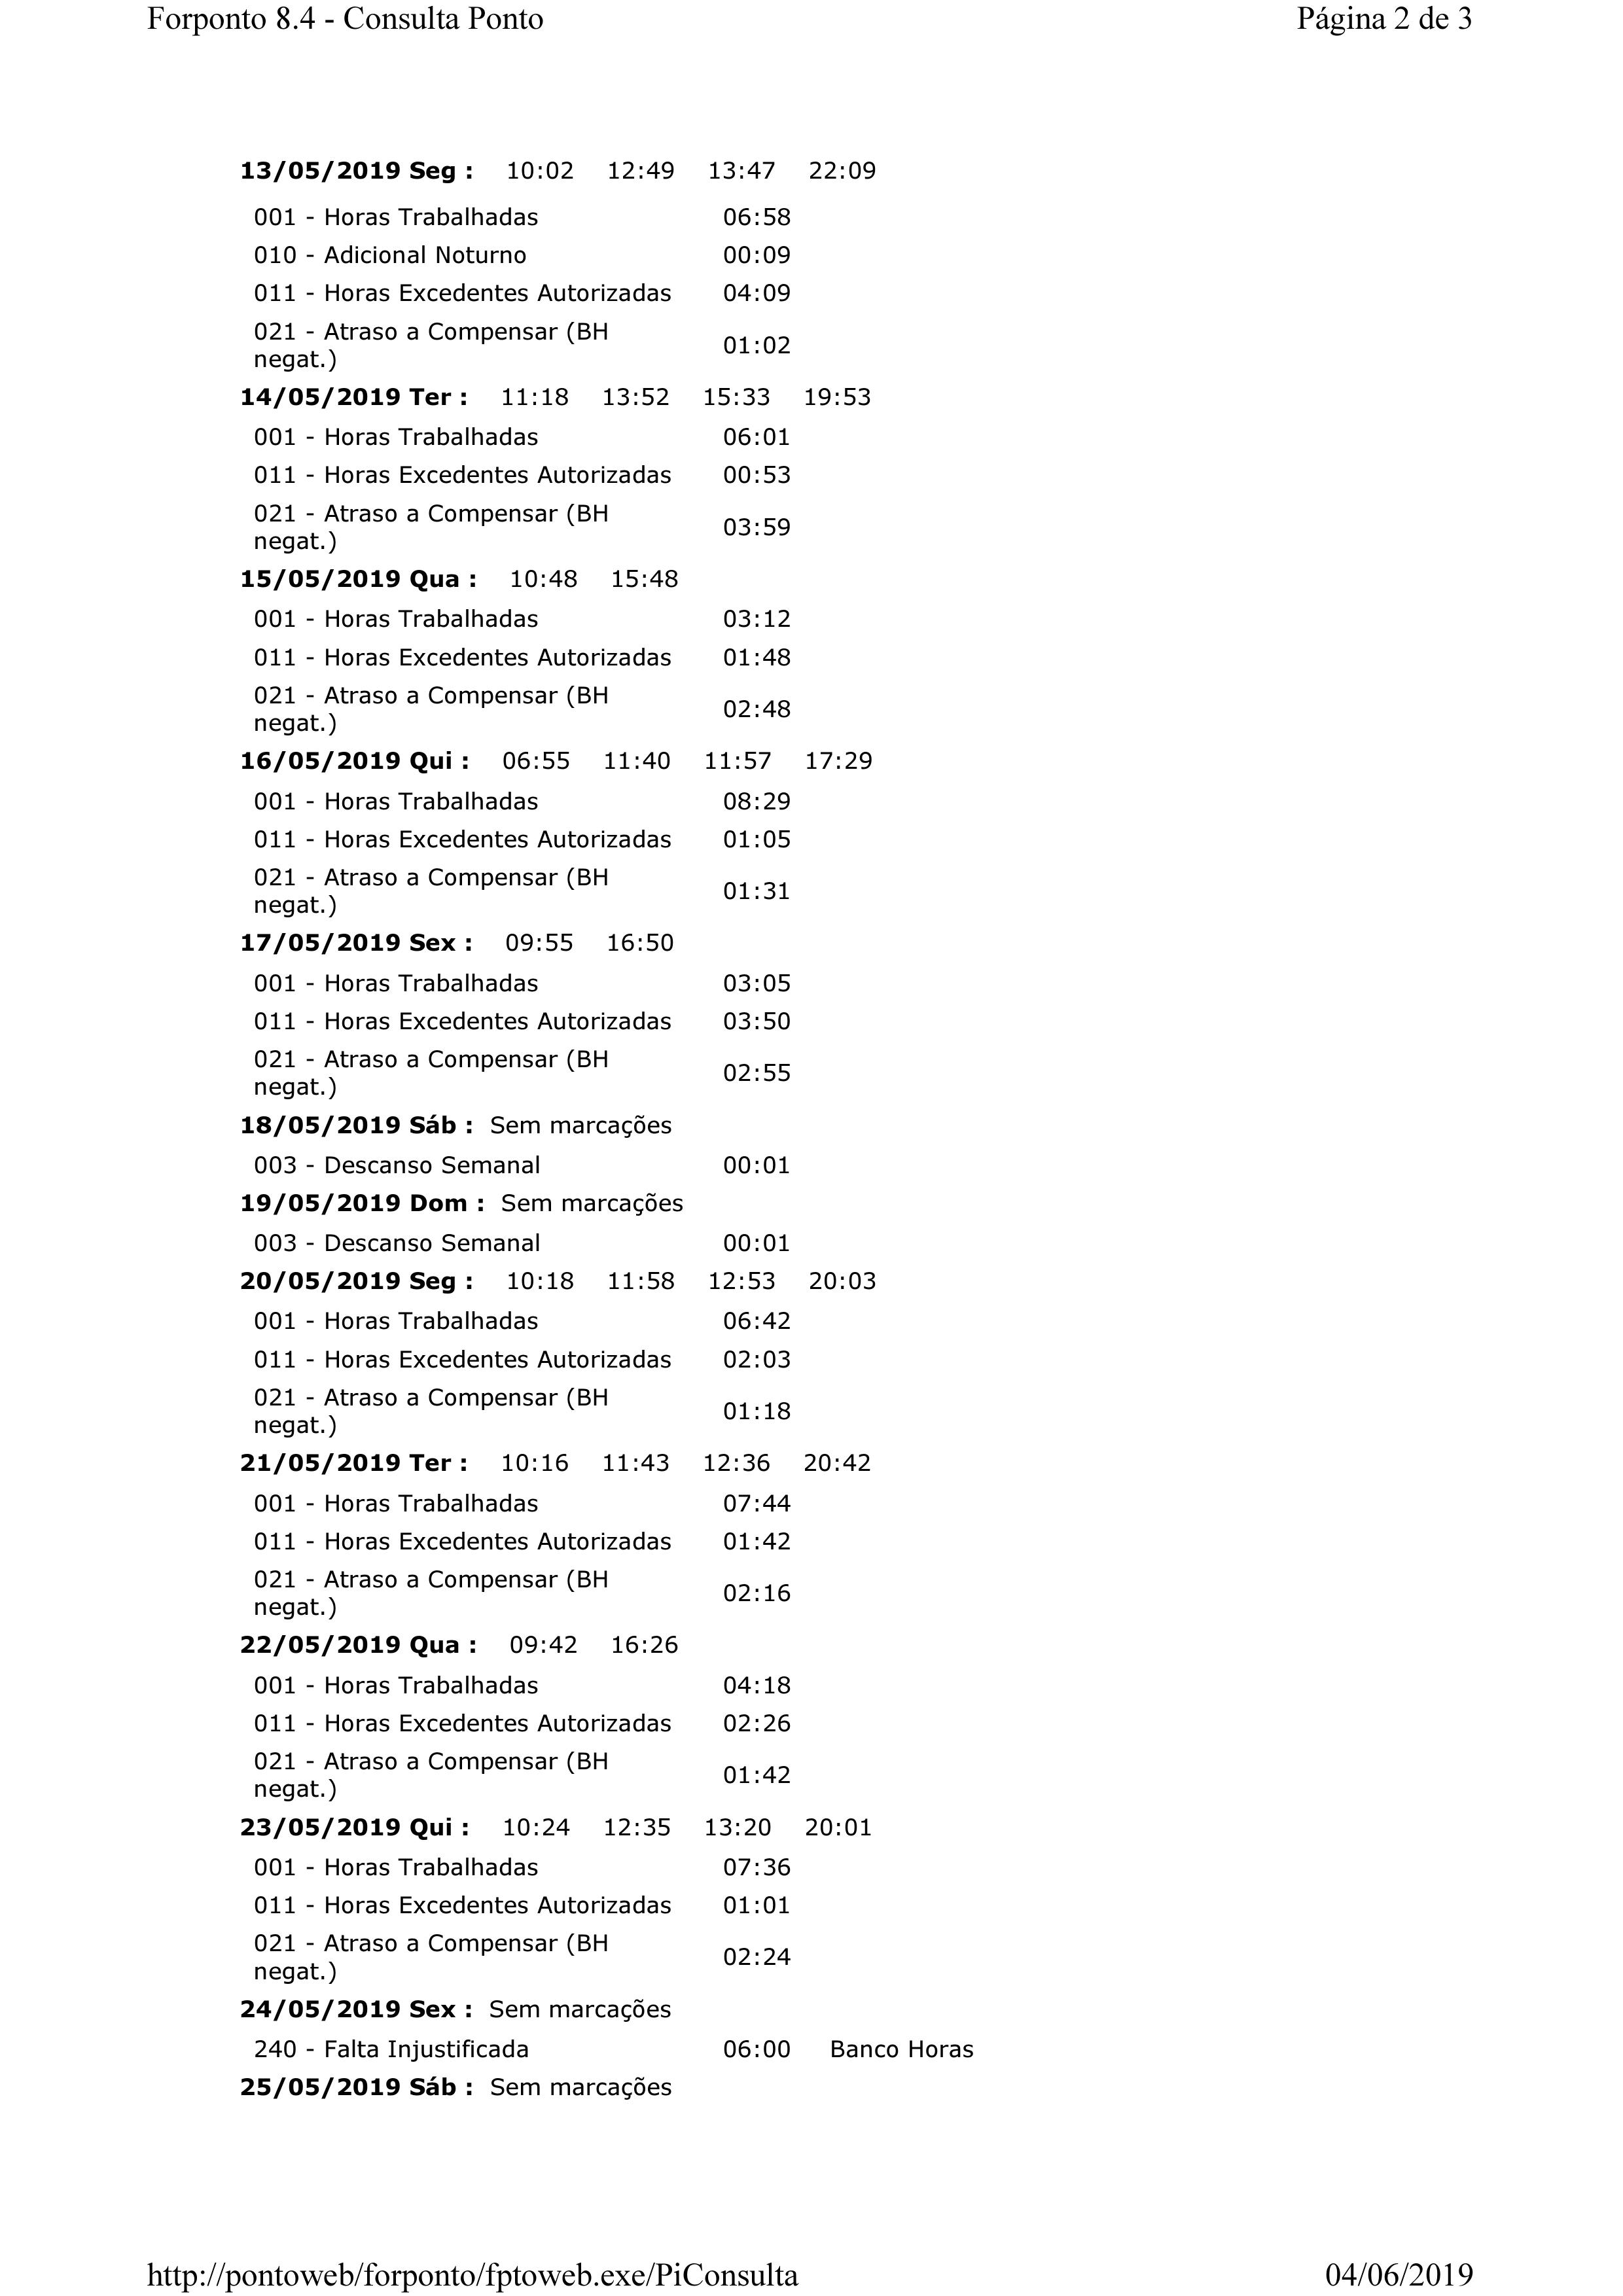 Forponto 8.4 - Consulta Ponto Página 2 de 3
13/05/2019 Seg : 10:02 12:49 13:47 22:09
001 - Horas Trabalhadas 06:58
010 - Adicional Noturno 00:09
011 - Horas Excedentes Autorizadas 04:09
021 - Atraso a Compensar (BH
negat.) 01:02
14/05/2019 Ter : 11:18 13:52 15:33 19:53
001 - Horas Trabalhadas 06:01
011 - Horas Excedentes Autorizadas 00:53
021 - Atraso a Compensar (BH
negat.) 03:59
15/05/2019 Qua : 10:48 15:48
001 - Horas Trabalhadas 03:12
011 - Horas Excedentes Autorizadas 01:48
021 - Atraso a Compensar (BH
negat.) 02:48
16/05/2019 Qui : 06:55 11:40 11:57 17:29
001 - Horas Trabalhadas 08:29
011 - Horas Excedentes Autorizadas 01:05
021 - Atraso a Compensar (BH
negat.) 01:31
17/05/2019 Sex : 09:55 16:50
001 - Horas Trabalhadas 03:05
011 - Horas Excedentes Autorizadas 03:50
021 - Atraso a Compensar (BH
negat.) 02:55
18/05/2019 Sáb : Sem marcações
003 - Descanso Semanal 00:01
19/05/2019 Dom : Sem marcações
003 - Descanso Semanal 00:01
20/05/2019 Seg : 10:18 11:58 12:53 20:03
001 - Horas Trabalhadas 06:42
011 - Horas Excedentes Autorizadas 02:03
021 - Atraso a Compensar (BH
negat.) 01:18
21/05/2019 Ter : 10:16 11:43 12:36 20:42
001 - Horas Trabalhadas 07:44
011 - Horas Excedentes Autorizadas 01:42
021 - Atraso a Compensar (BH
negat.) 02:16
22/05/2019 Qua : 09:42 16:26
001 - Horas Trabalhadas 04:18
011 - Horas Excedentes Autorizadas 02:26
021 - Atraso a Compensar (BH
negat.) 01:42
23/05/2019 Qui : 10:24 12:35 13:20 20:01
001 - Horas Trabalhadas 07:36
011 - Horas Excedentes Autorizadas 01:01
021 - Atraso a Compensar (BH
negat.) 02:24
24/05/2019 Sex : Sem marcações
240 - Falta Injustificada 06:00 Banco Horas
25/05/2019 Sáb : Sem marcações
http://pontoweb/forponto/fptoweb.exe/PiConsulta 04/06/2019